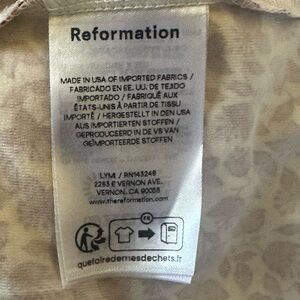 Reformation
MADE IN USA OF IMPORTED FABRICS /
FABRICADO EN EE. UU. DE TEJIDO
IMPORTADO / FABRIQUÉ AUX
ÉTATS-UNIS À PARTIR DE TISSU
IMPORTÉ / HERGESTELLT IN DEN USA
AUS IMPORTIERTEN STOFFEN /
GEPRODUCEERD IN DE VS VAN
GEÏMPORTEERDE STOFFEN
LYMI / RN143248
2263 E VERNON AVE.
VERNON, CA 90058
www.thereformation.com
FR
quefairedemesdechets.fr